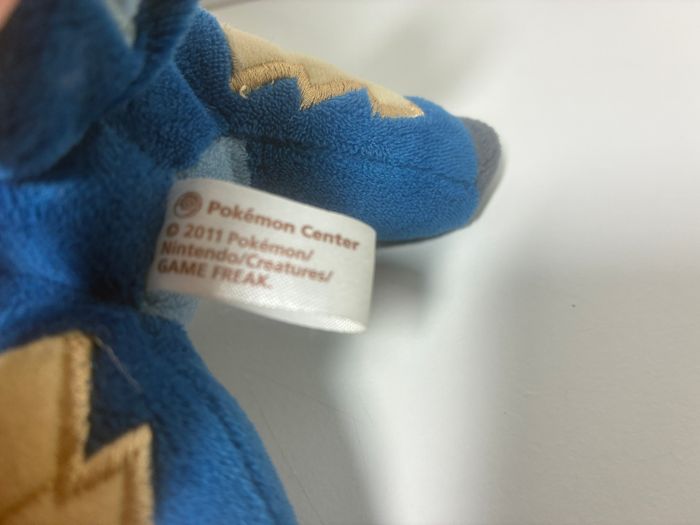 Pokémon Center
© 2011 Pokémon/
Nintendo/Creatures/
GAME FREAK.